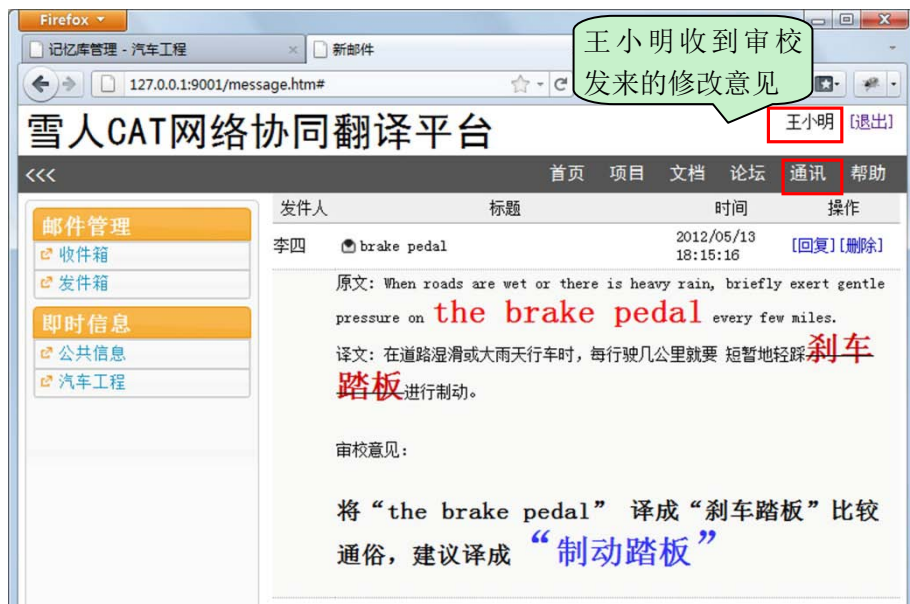 Firefox
记忆库管理 - 汽车工程
新邮件
王小明收到审校
发来的修改意见
127.0.0.1:9001/message.htm#
雪人CAT网络协同翻译平台
王小明 [退出]
<<<
首页 项目 文档 论坛 通讯 帮助
邮件管理
收件箱
发件箱
即时信息
公共信息
汽车工程
发件人 标题 时间 操作
李四 brake pedal 2012/05/13 [回复][删除]
18:15:16
原文: When roads are wet or there is heavy rain, briefly exert gentle
pressure on the brake pedal every few miles.
译文: 在道路湿滑或大雨天行车时，每行驶几公里就要 短暂地轻踩刹车
踏板进行制动。
审校意见:
将“the brake pedal” 译成“刹车踏板”比较
通俗，建议译成 “制动踏板”